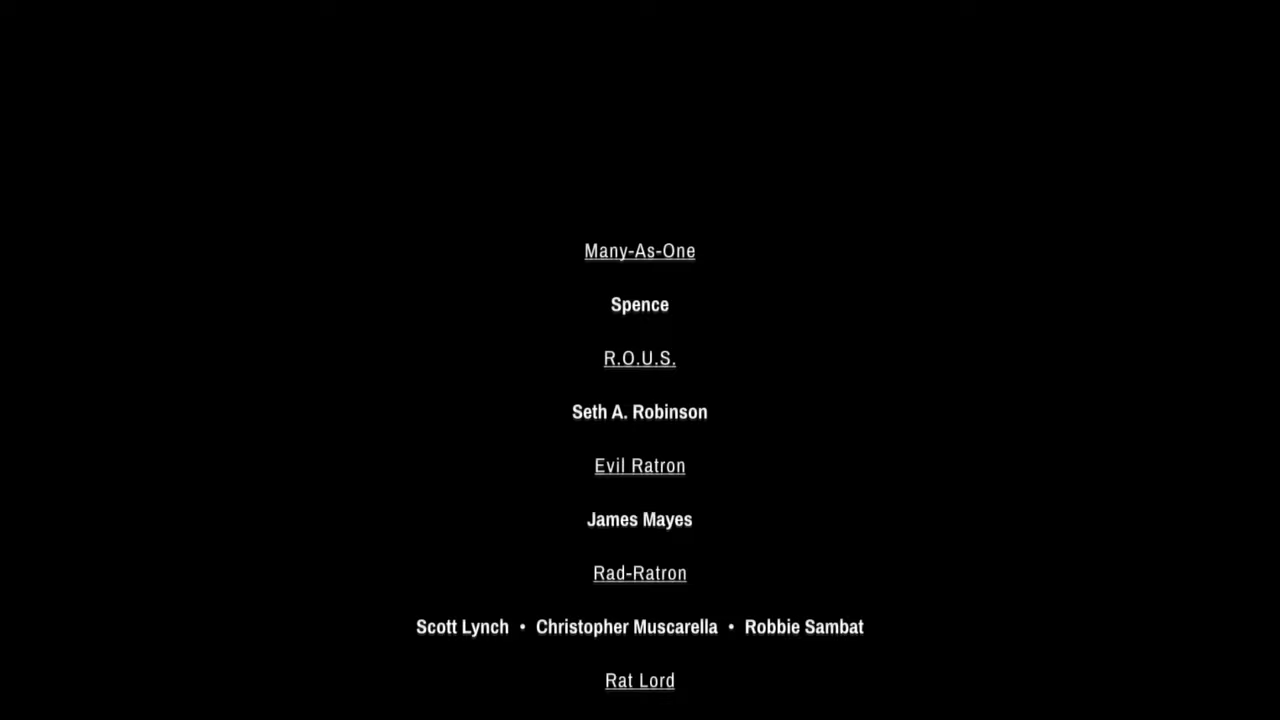 Many-As-One
Spence
R.O.U.S.
Seth A. Robinson
Evil Ratron
James Mayes
Rad-Ratron
Scott Lynch • Christopher Muscarella • Robbie Sambat
Rat Lord